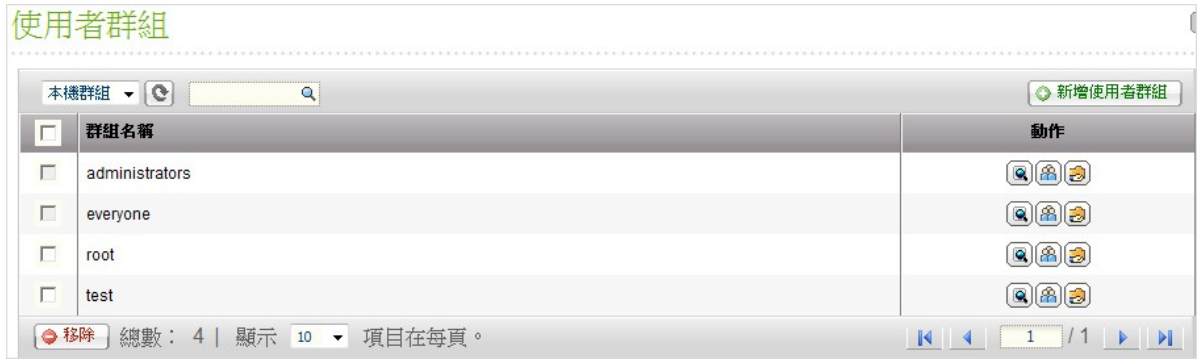 使用者群組
本機群組 新增使用者群組
群組名稱 動作
administrators
everyone
root
test
移除 總數： 4 | 顯示 10 項目在每頁。 1 / 1